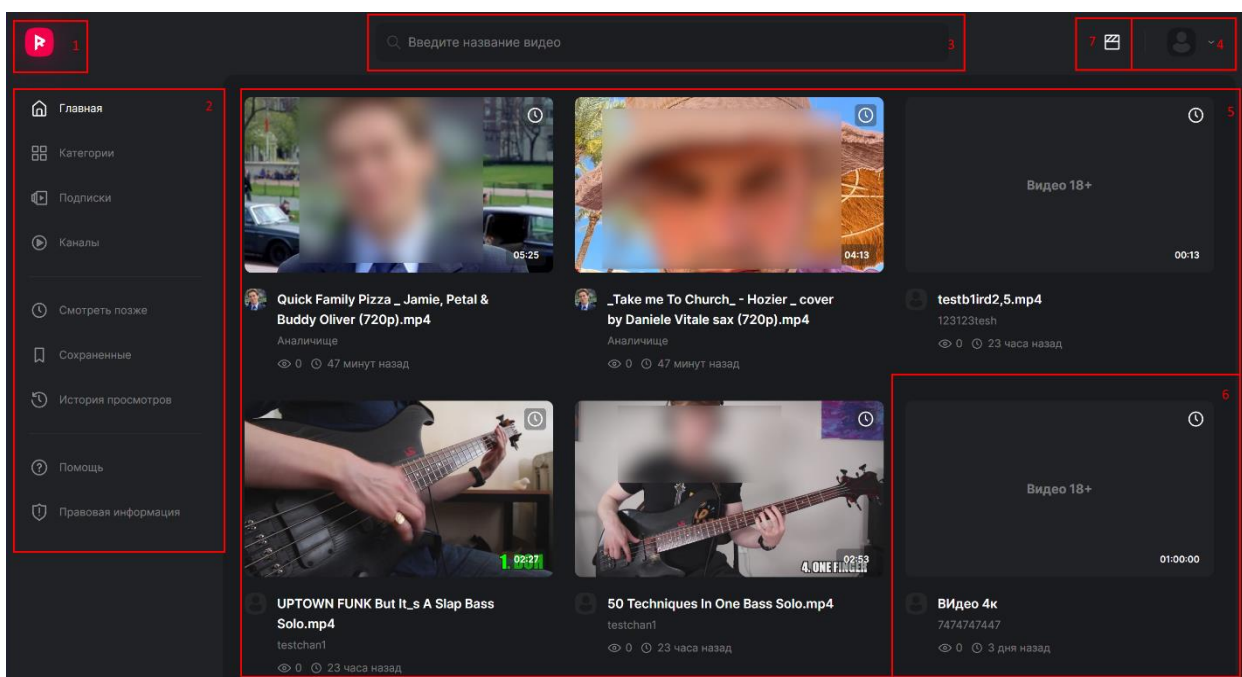 1
Введите название видео
3
7
4
Главная
2
Категории
Подписки
Каналы
Смотреть позже
Сохраненные
История просмотров
Помощь
Правовая информация
5
05:25
04:13
Видео 18+
00:13
Quick Family Pizza _ Jamie, Petal &
Buddy Oliver (720p).mp4
Аналичище
0 47 минут назад
_Take me To Church_ - Hozier _ cover
by Daniele Vitale sax (720p).mp4
Аналичище
0 47 минут назад
testb1ird2,5.mp4
123123tesh
0 23 часа назад
6
1. DON
02:27
4. ONE FINGER
02:53
Видео 18+
01:00:00
UPTOWN FUNK But It_s A Slap Bass
Solo.mp4
testchan1
0 23 часа назад
50 Techniques In One Bass Solo.mp4
testchan1
0 23 часа назад
ВИдео 4к
7474747447
0 3 дня назад